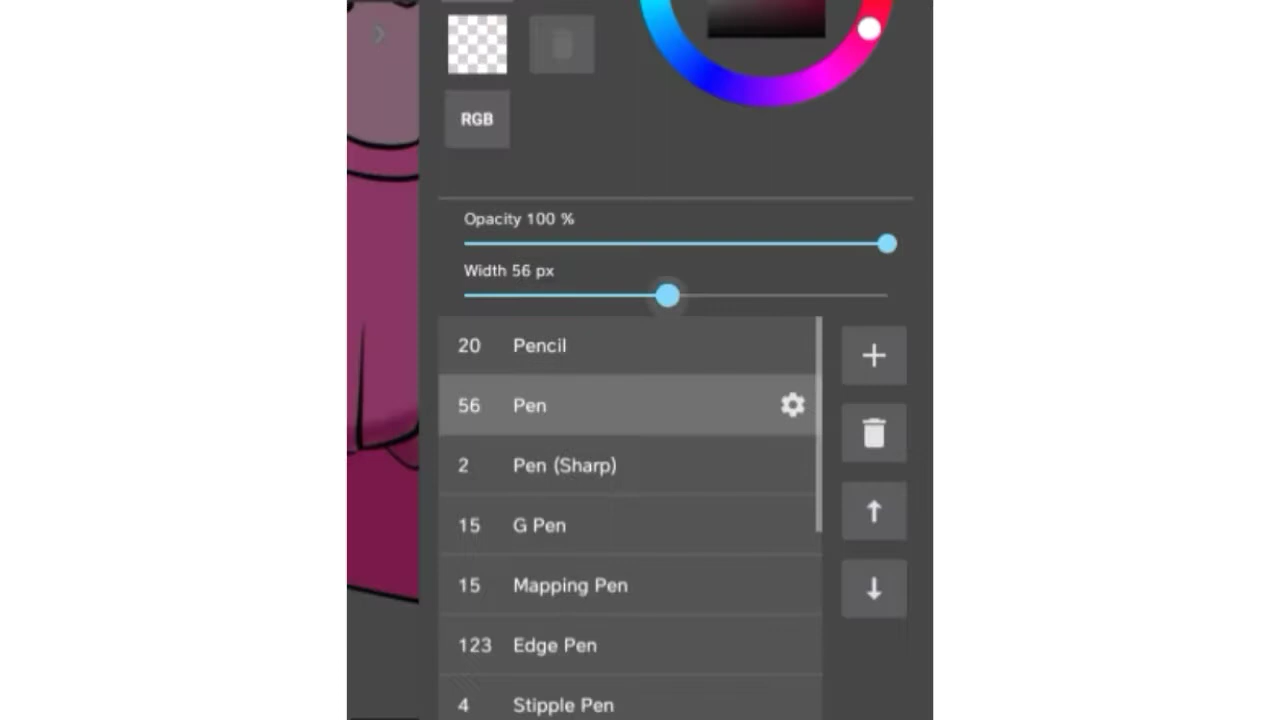 RGB
Opacity 100 %
Width 56 px
20 Pencil
56 Pen
2 Pen (Sharp)
15 G Pen
15 Mapping Pen
123 Edge Pen
4 Stipple Pen